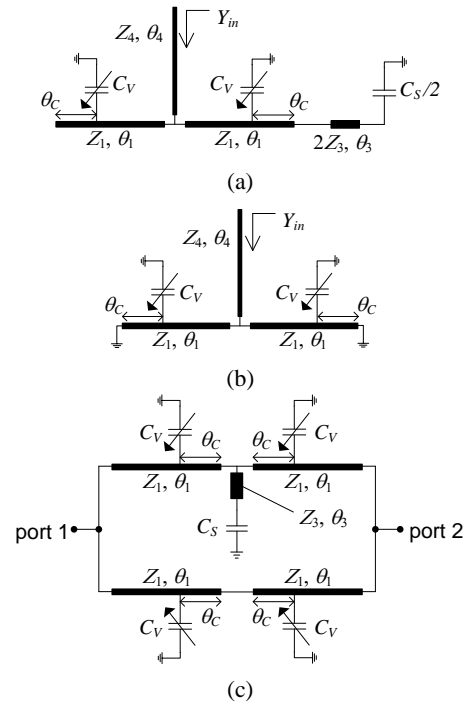 Z4, θ4
Yin
CV
CV
θC
θC
CS/2
Z1, θ1
Z1, θ1
2Z3, θ3
(a)
Z4, θ4
Yin
CV
CV
θC
θC
Z1, θ1
Z1, θ1
(b)
CV
θC
θC
CV
Z1, θ1
Z1, θ1
CS
Z3, θ3
port 1
port 2
Z1, θ1
Z1, θ1
CV
θC
θC
CV
(c)